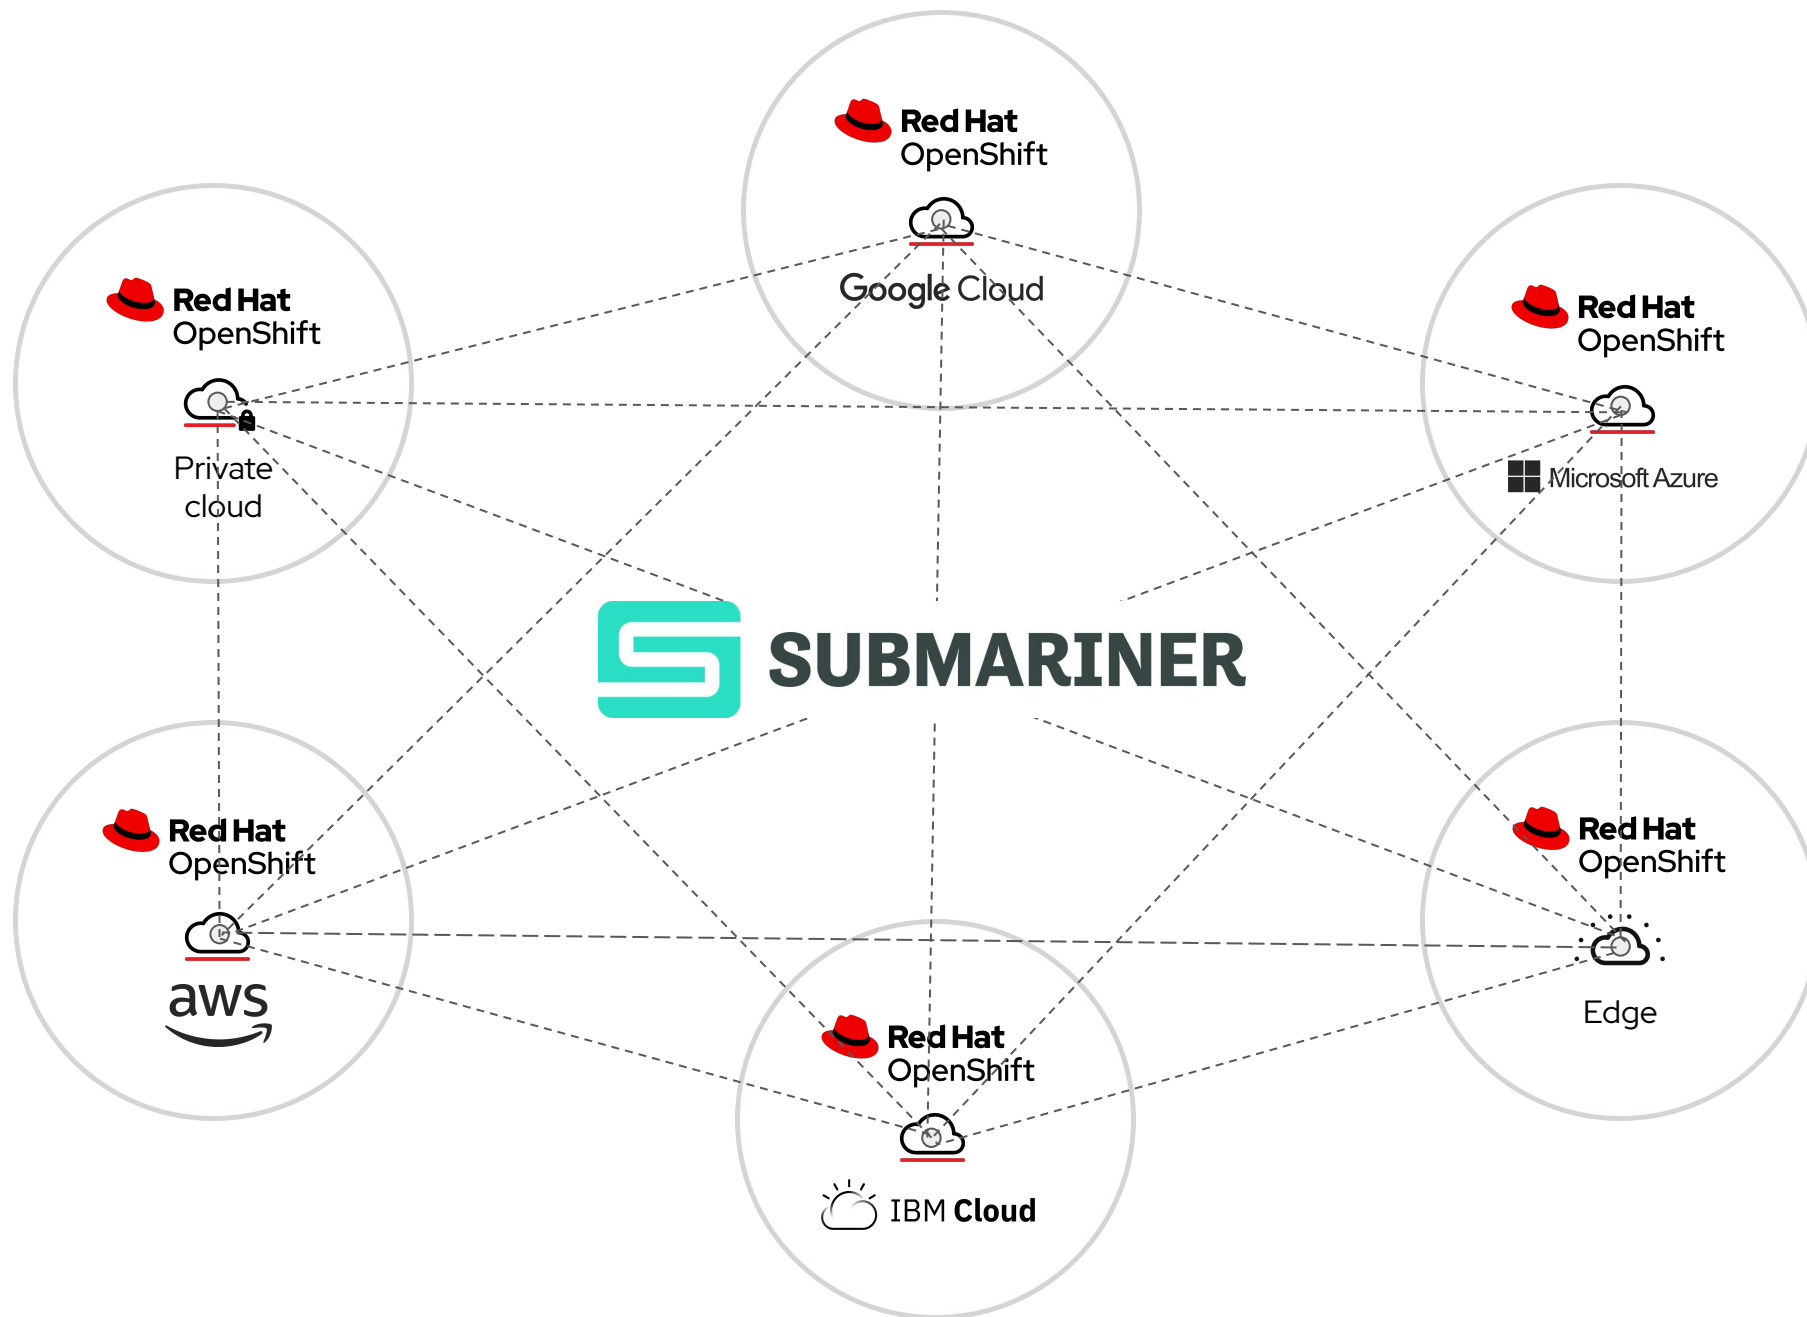 Red Hat
OpenShift
Google Cloud
Red Hat
OpenShift
Private
cloud
Red Hat
OpenShift
Microsoft Azure
SUBMARINER
Red Hat
OpenShift
aws
Red Hat
OpenShift
Edge
Red Hat
OpenShift
IBM Cloud